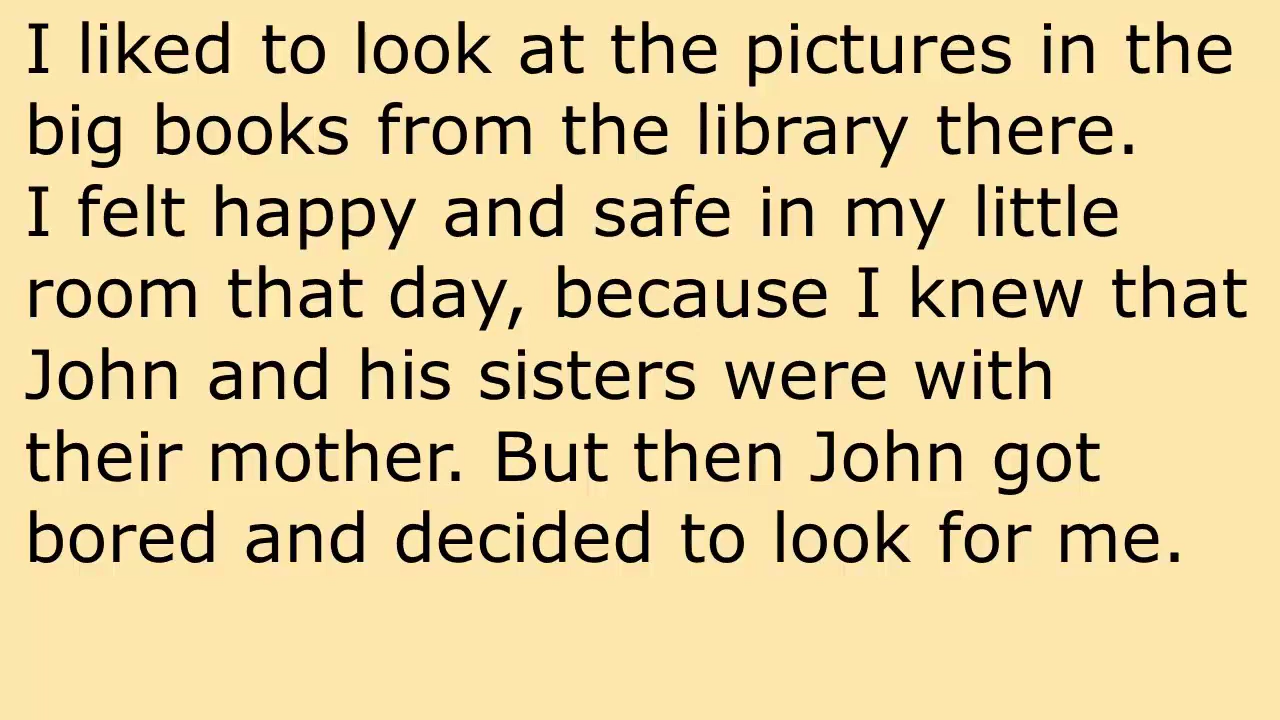 I liked to look at the pictures in the
big books from the library there.
I felt happy and safe in my little
room that day, because I knew that
John and his sisters were with
their mother. But then John got
bored and decided to look for me.